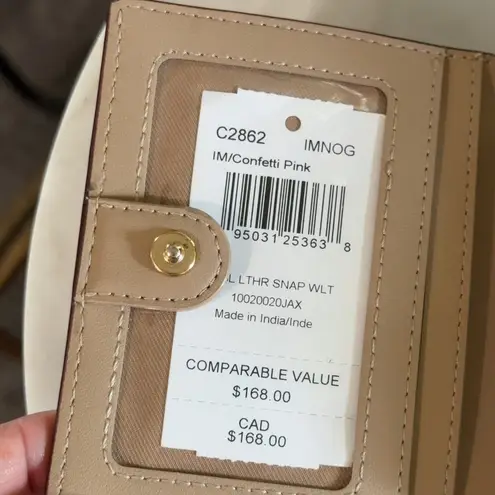 C2862 IMNOG
IM/Confetti Pink
95031 25363 8
LTHR SNAP WLT
10020020JAX
Made in India/Inde
COMPARABLE VALUE
$168.00
CAD
$168.00